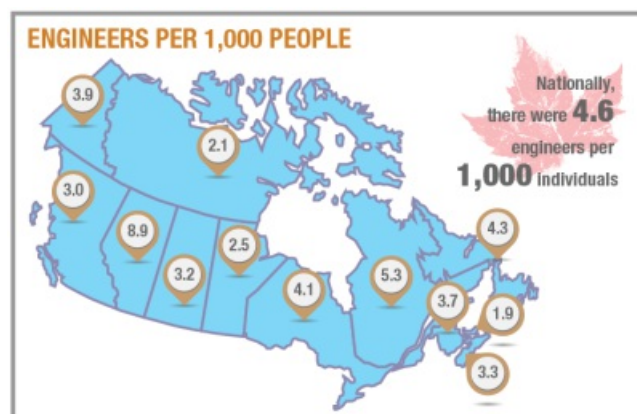 ENGINEERS PER 1,000 PEOPLE
Nationally,
there were 4.6
engineers per
1,000 individuals
3.9
2.1
3.0
8.9
3.2
2.5
4.1
5.3
4.3
3.7
1.9
3.3